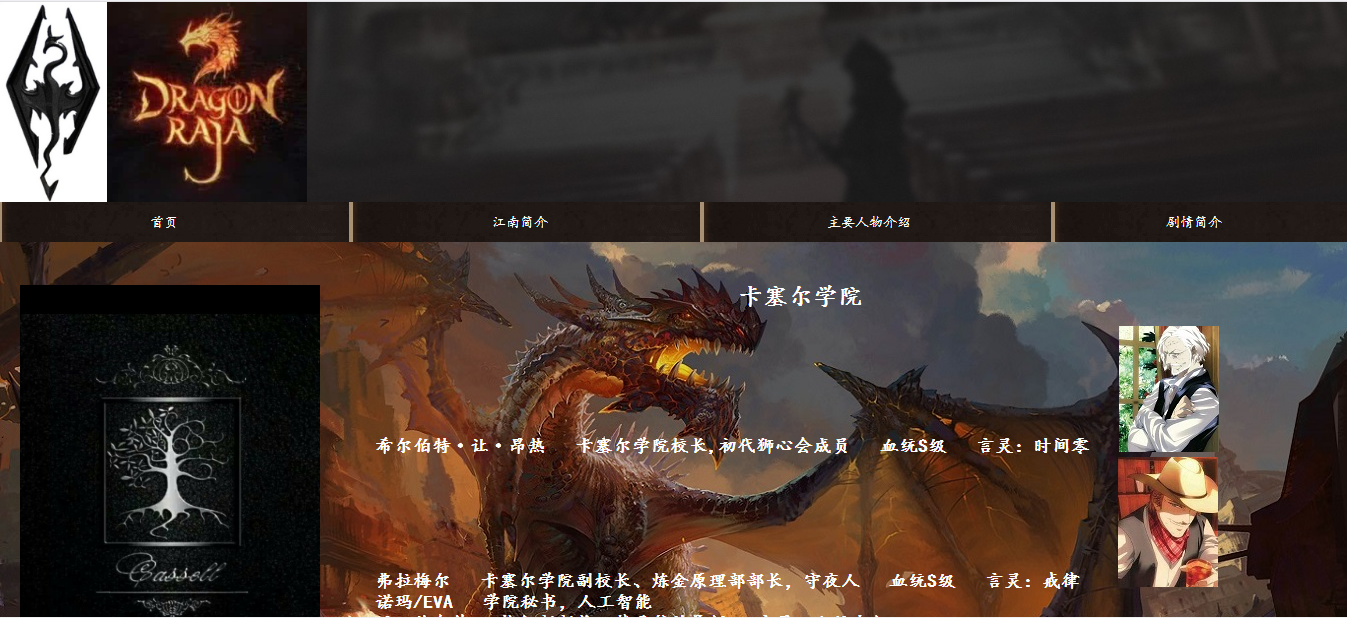 DRAGON
RAJA
首页
江南简介
主要人物介绍
剧情简介
卡塞尔学院
希尔伯特·让·昂热 卡塞尔学院校长,初代狮心会成员 血统S级 言灵：时间零
Cassell
弗拉梅尔 卡塞尔学院副校长、炼金原理部部长，守夜人 血统S级 言灵：戒律
诺玛/EVA 学院秘书，人工智能